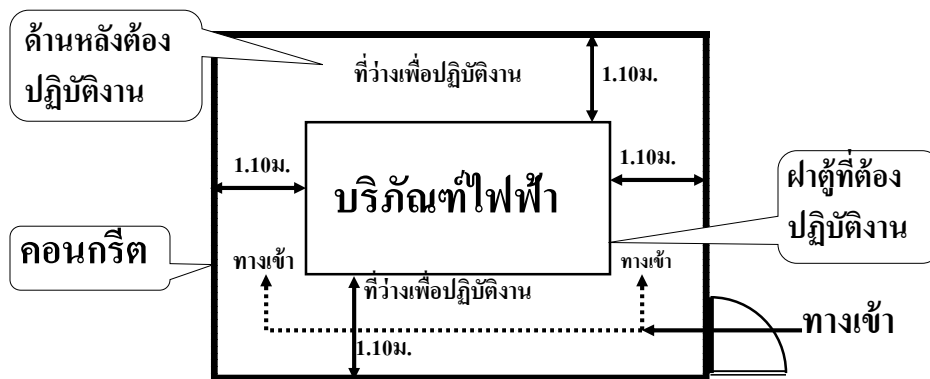 ด้านหลังต้อง
ปฏิบัติงาน
ที่ว่างเพื่อปฏิบัติงาน
1.10ม.
1.10ม.
1.10ม.
บริภัณฑ์ไฟฟ้า
ฝาตู้ที่ต้อง
ปฏิบัติงาน
คอนกรีต
ทางเข้า
ทางเข้า
ที่ว่างเพื่อปฏิบัติงาน
ทางเข้า
1.10ม.